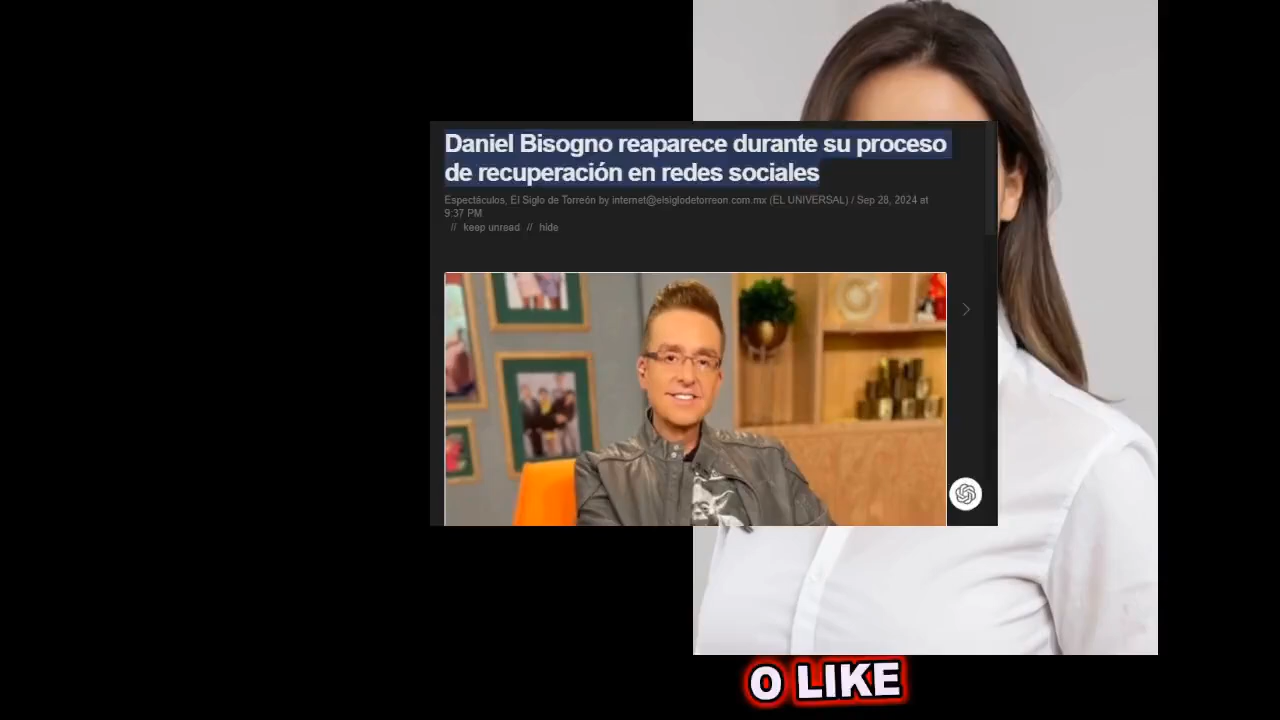 Daniel Bisogno reaparece durante su proceso
de recuperación en redes sociales
Espectáculos, El Siglo de Torreón by internet@elsiglodetorreon.com.mx (EL UNIVERSAL) / Sep 28, 2024 at
9:37 PM
// keep unread // hide
O LIKE